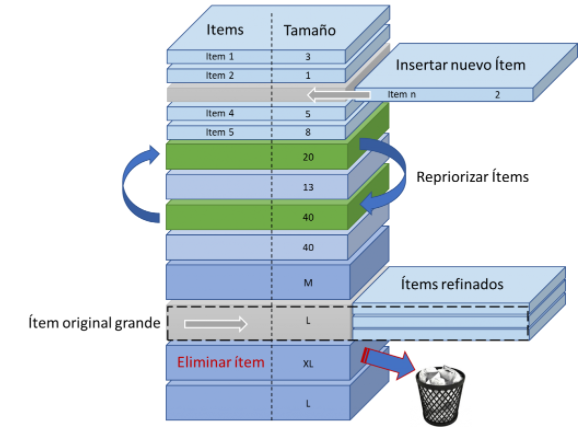 Items Tamaño
Item 1 3
Item 2 1
Insertar nuevo Ítem
Item n 2
Item 4 5
Item 5 8
20
Repriorizar Ítems
13
40
40
M
Ítems refinados
Ítem original grande
L
Eliminar ítem XL
L